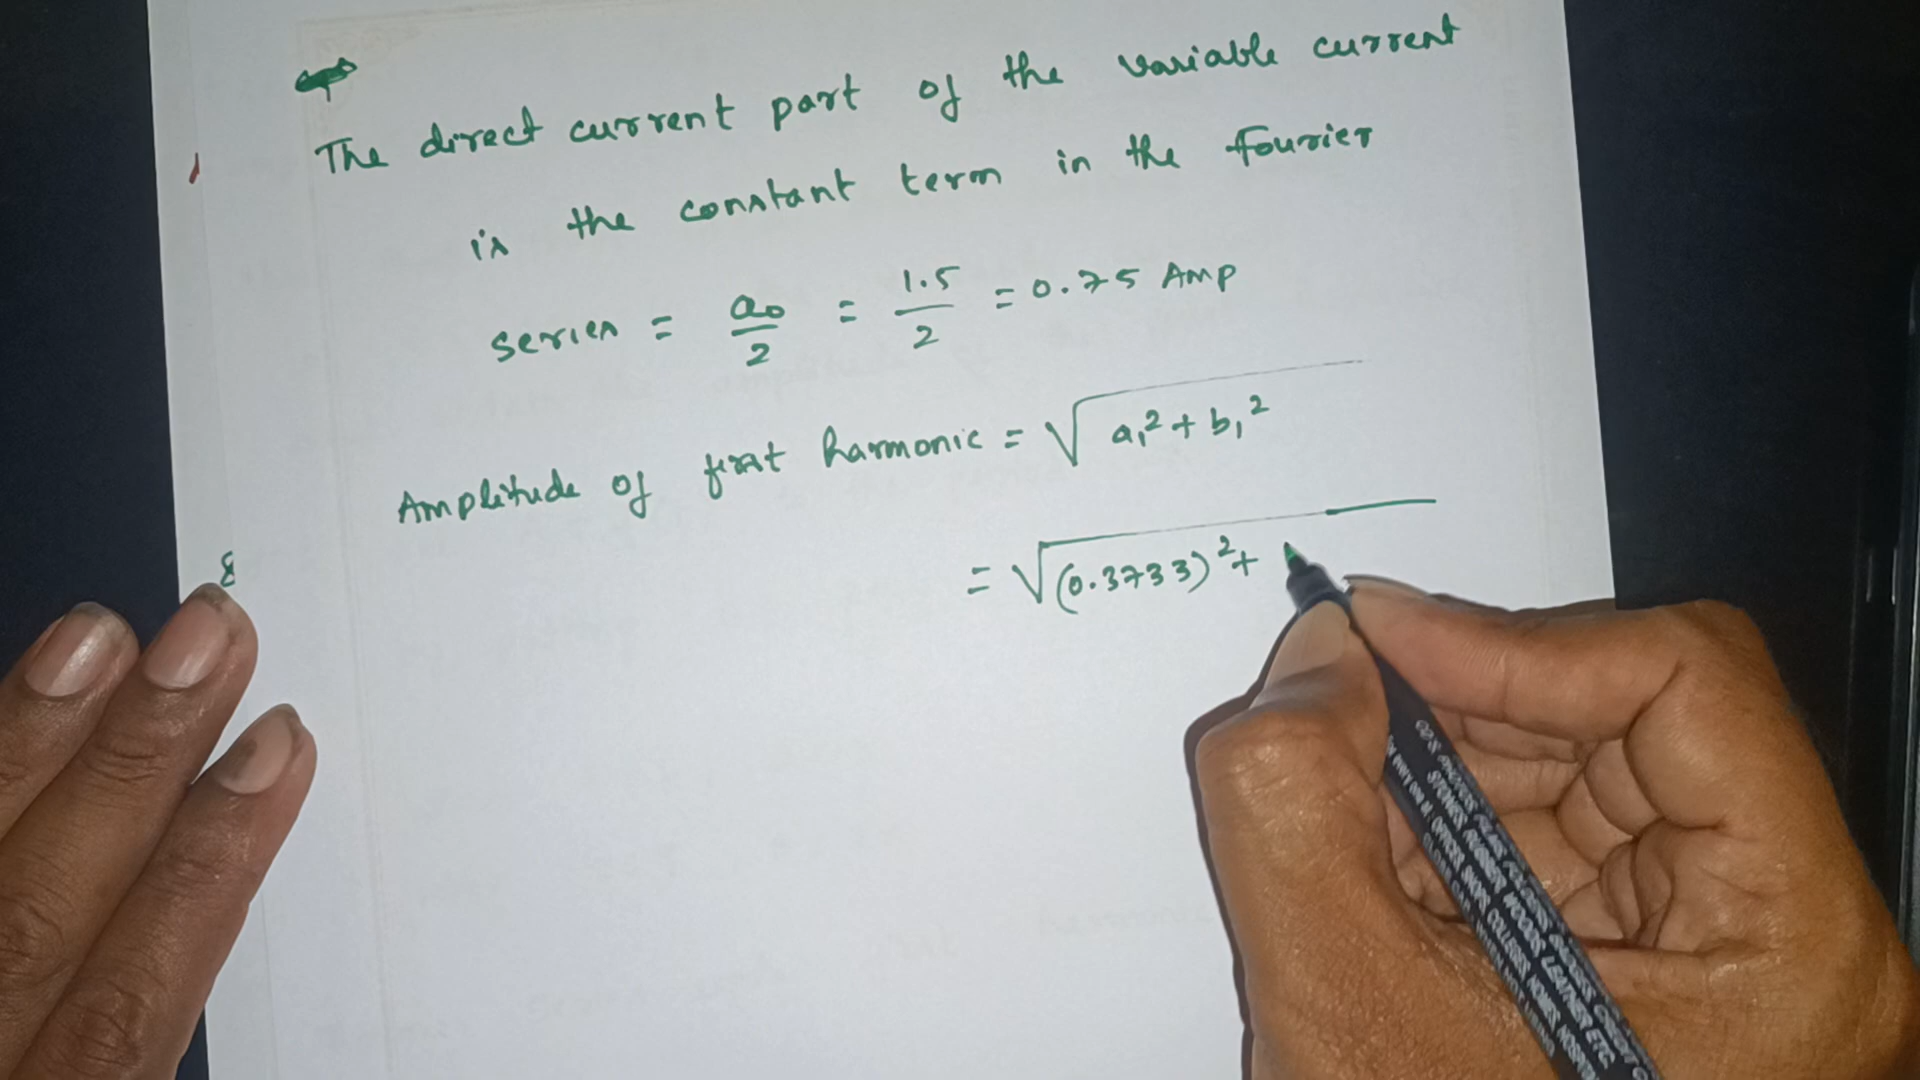 The direct current part of the variable current
is the constant term in the Fourier
series = a₀/2 = 1.5/2 = 0.75 Amp
Amplitude of first harmonic = √(a₁² + b₁²)
= √((0.3733)² +
8